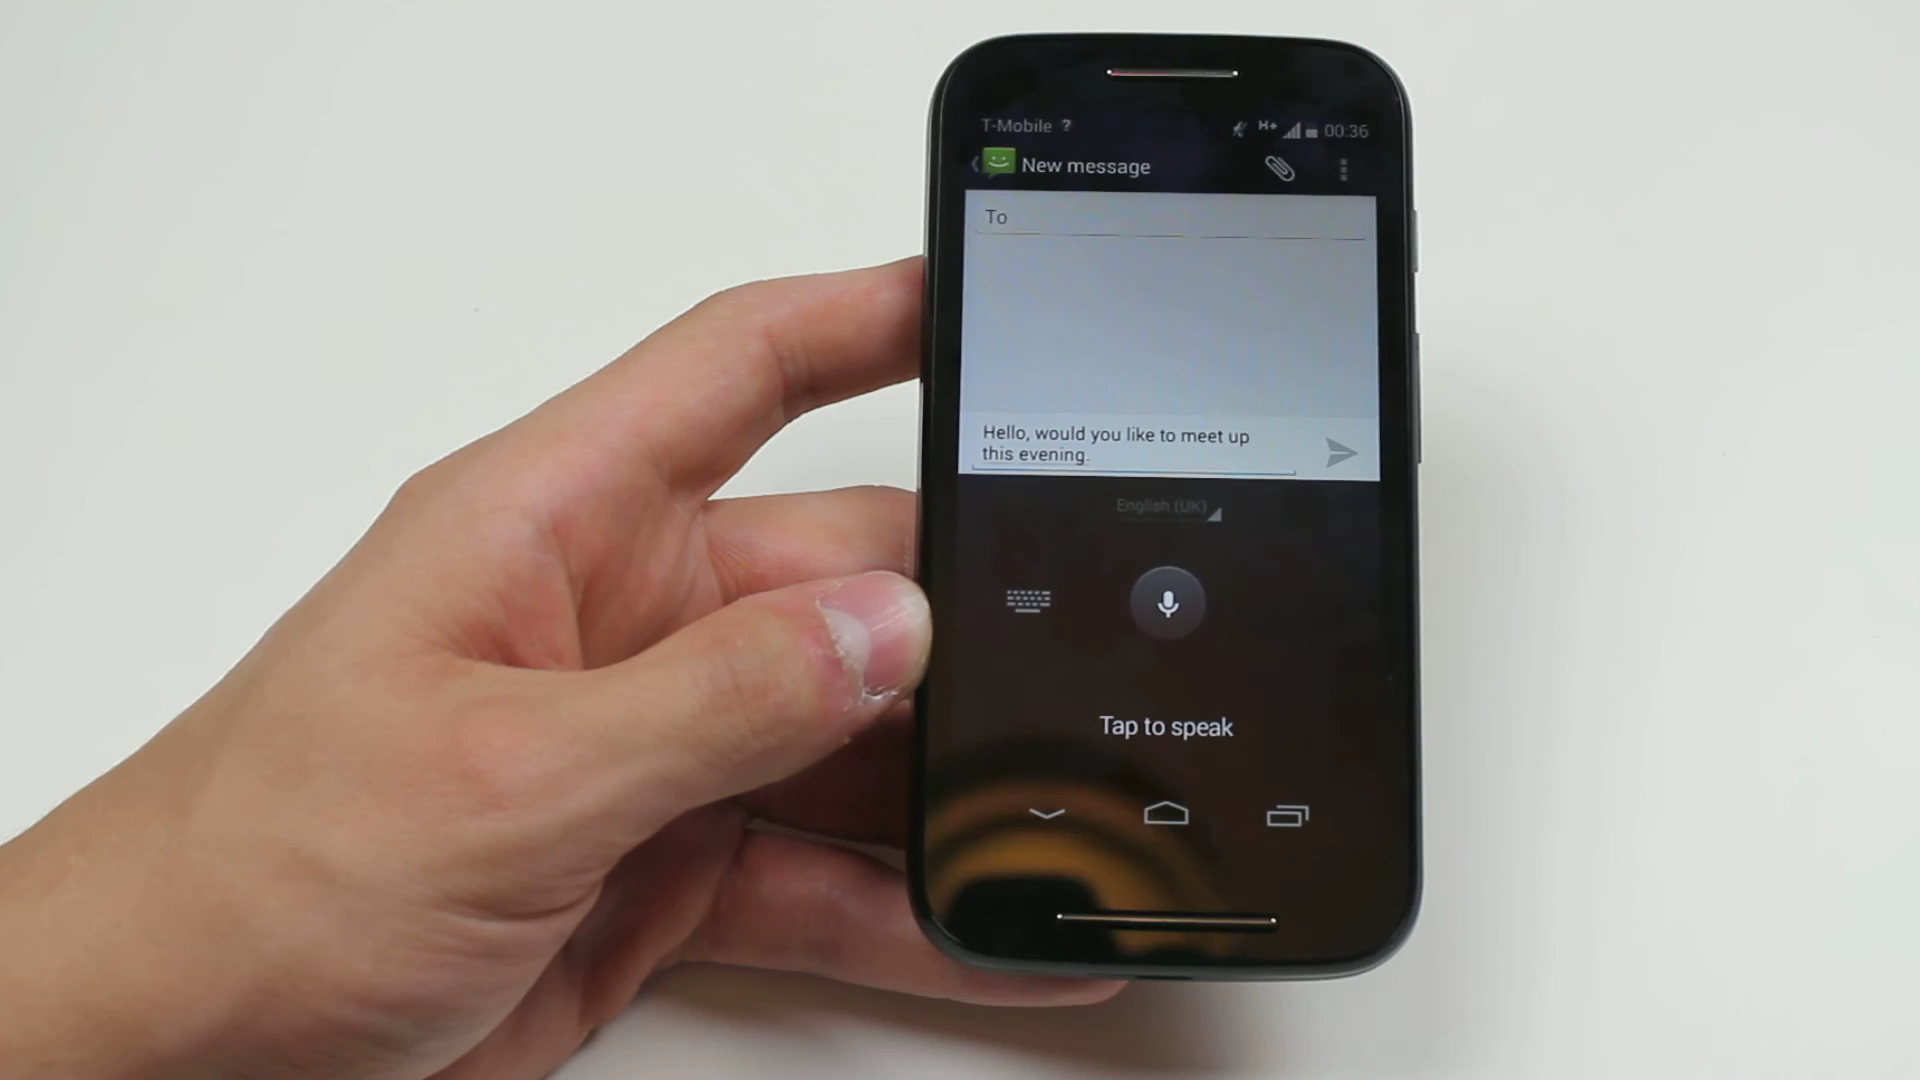 T-Mobile ? H+ 00:36
New message
To
Hello, would you like to meet up
this evening.
English (UK)
Tap to speak